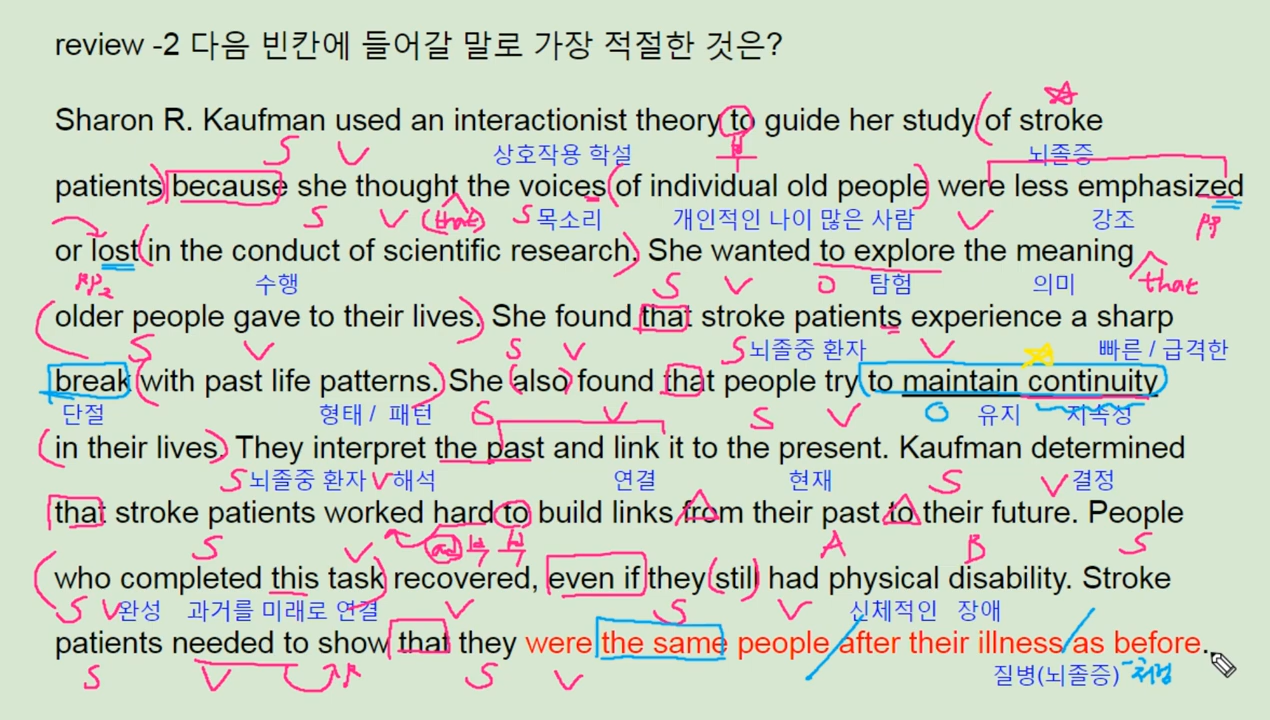 review -2 다음 빈칸에 들어갈 말로 가장 적절한 것은?
Sharon R. Kaufman used an interactionist theory to guide her study of stroke
S V 상호작용 학설 뇌졸증
patients because she thought the voices of individual old people were less emphasized
S V (that) S 목소리 개인적인 나이 많은 사람 V 강조 PP
or lost in the conduct of scientific research. She wanted to explore the meaning
PP2 수행 S V O 탐험 의미 that
older people gave to their lives. She found that stroke patients experience a sharp
S V S V S 뇌졸중 환자 V 빠른 / 급격한
break with past life patterns. She also found that people try to maintain continuity
단절 형태 / 패턴 S V S V O 유지 지속성
in their lives. They interpret the past and link it to the present. Kaufman determined
S 뇌졸중 환자 V 해석 연결 현재 S V 결정
that stroke patients worked hard to build links from their past to their future. People
S V A B S
who completed this task recovered, even if they still had physical disability. Stroke
S V 완성 과거를 미래로 연결 V S V 신체적인 장애
patients needed to show that they were the same people after their illness as before.
S V R S V 질병(뇌졸증) 처럼